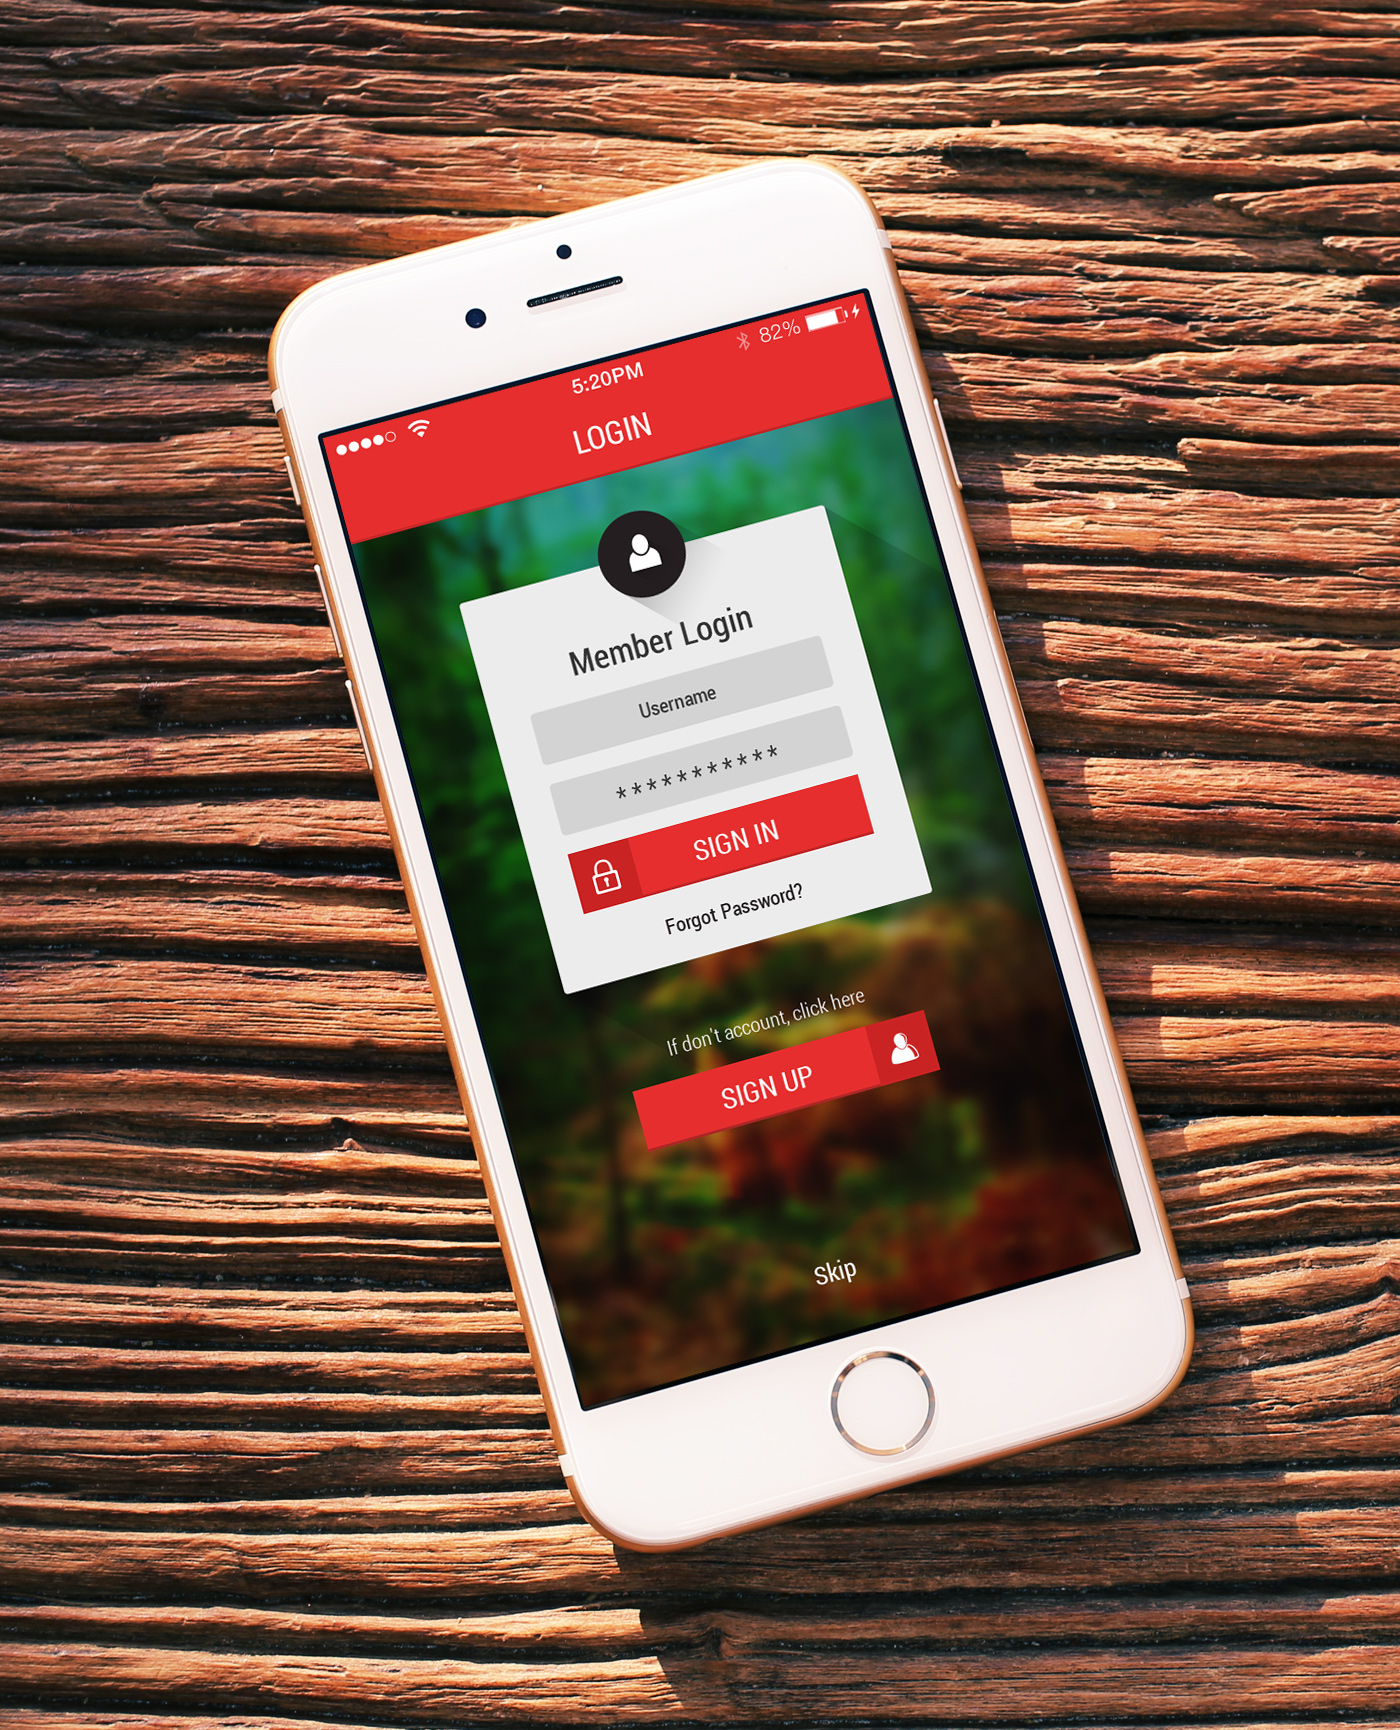 82%
5:20PM
LOGIN
Member Login
Username
***********
SIGN IN
Forgot Password?
If don't account, click here
SIGN UP
Skip